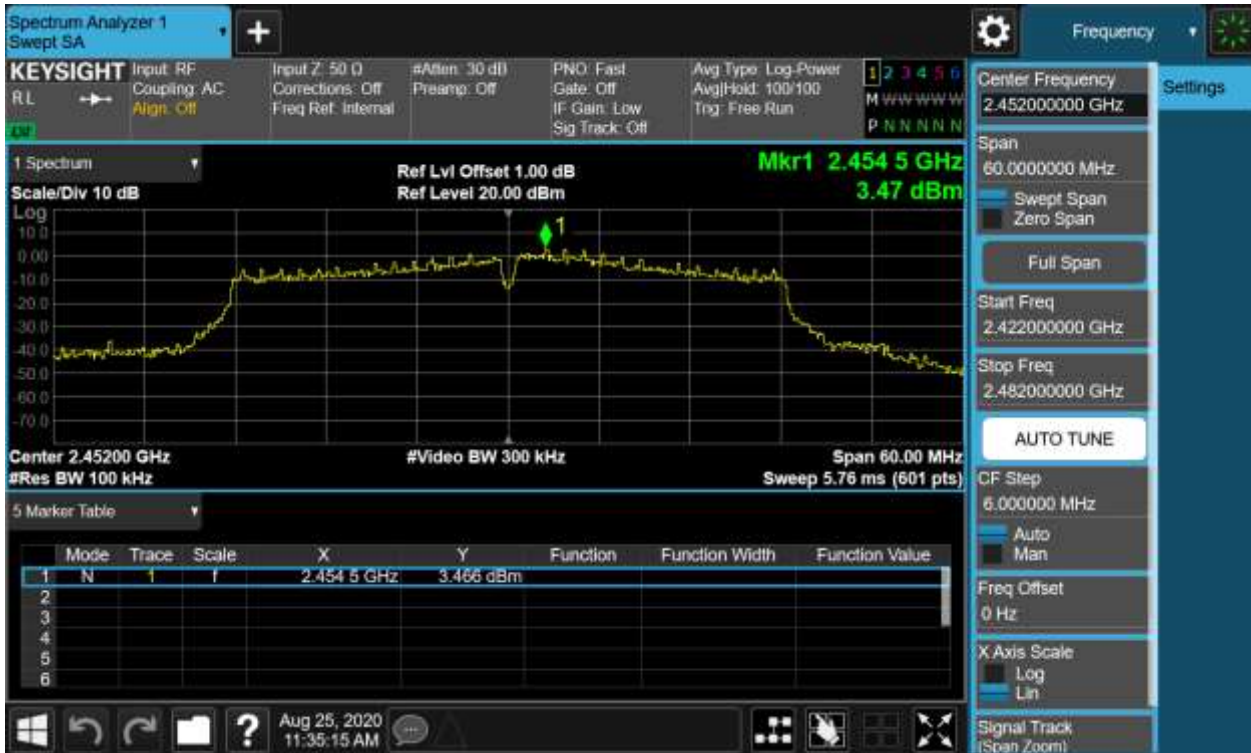 Spectrum Analyzer 1
Swept SA
Frequency
KEYSIGHT
RL
Input: RF
Coupling: AC
Align: Off
Input Z: 50 Ω
Corrections: Off
Freq Ref: Internal
#Atten: 30 dB
Preamp: Off
PNO: Fast
Gate: Off
IF Gain: Low
Sig Track: Off
Avg Type: Log-Power
Avg|Hold: 100/100
Trig: Free Run
1 2 3 4 5 6
M W W W W W
P N N N N N
1 Spectrum
Scale/Div 10 dB
Ref Lvl Offset 1.00 dB
Ref Level 20.00 dBm
Mkr1 2.454 5 GHz
3.47 dBm
Log
10.0
0.00
-10.0
-20.0
-30.0
-40.0
-50.0
-60.0
-70.0
1
Center 2.45200 GHz
#Video BW 300 kHz
Span 60.00 MHz
#Res BW 100 kHz
Sweep 5.76 ms (601 pts)
5 Marker Table
Mode Trace Scale X Y Function Function Width Function Value
1 N 1 f 2.454 5 GHz 3.466 dBm
2
3
4
5
6
Aug 25, 2020
11:35:15 AM
Settings
Center Frequency
2.452000000 GHz
Span
60.0000000 MHz
Swept Span
Zero Span
Full Span
Start Freq
2.422000000 GHz
Stop Freq
2.482000000 GHz
AUTO TUNE
CF Step
6.000000 MHz
Auto
Man
Freq Offset
0 Hz
X Axis Scale
Log
Lin
Signal Track
(Span Zoom)